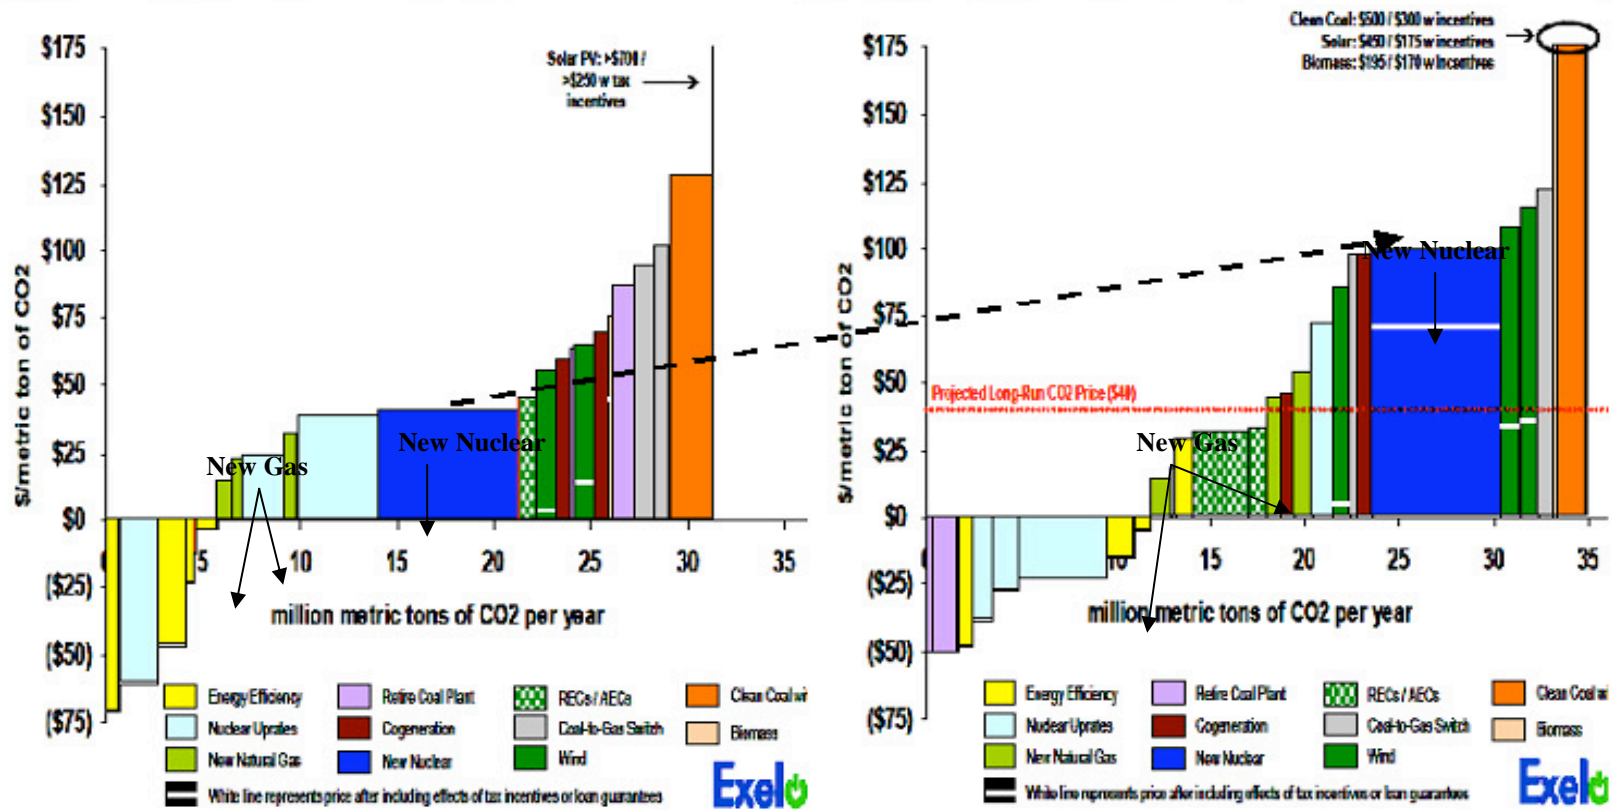 Solar PV: >$700 /
>$250 w tax
incentives
$175
$150
$125
$100
$75
$50
$25
$0
($25)
($50)
($75)
$/metric ton of CO2
New Gas
New Nuclear
5
10
15
20
25
30
35
million metric tons of CO2 per year
Energy Efficiency
Retire Coal Plant
RECs / AECs
Clean Coal wi
Nuclear Uprates
Cogeneration
Coal-to-Gas Switch
Biomass
New Natural Gas
New Nuclear
Wind
White line represents price after including effects of tax incentives or loan guarantees
Exel
Clean Coal: $500 / $300 w incentives
Solar: $450 / $175 w incentives
Biomass: $195 / $170 w incentives
$175
$150
$125
$100
$75
$50
$25
$0
($25)
($50)
($75)
$/metric ton of CO2
New Nuclear
Projected Long-Run CO2 Price ($40)
New Gas
10
15
20
25
30
35
million metric tons of CO2 per year
Energy Efficiency
Retire Coal Plant
RECs / AECs
Clean Coal wi
Nuclear Uprates
Cogeneration
Coal-to-Gas Switch
Biomass
New Natural Gas
New Nuclear
Wind
White line represents price after including effects of tax incentives or loan guarantees
Exel